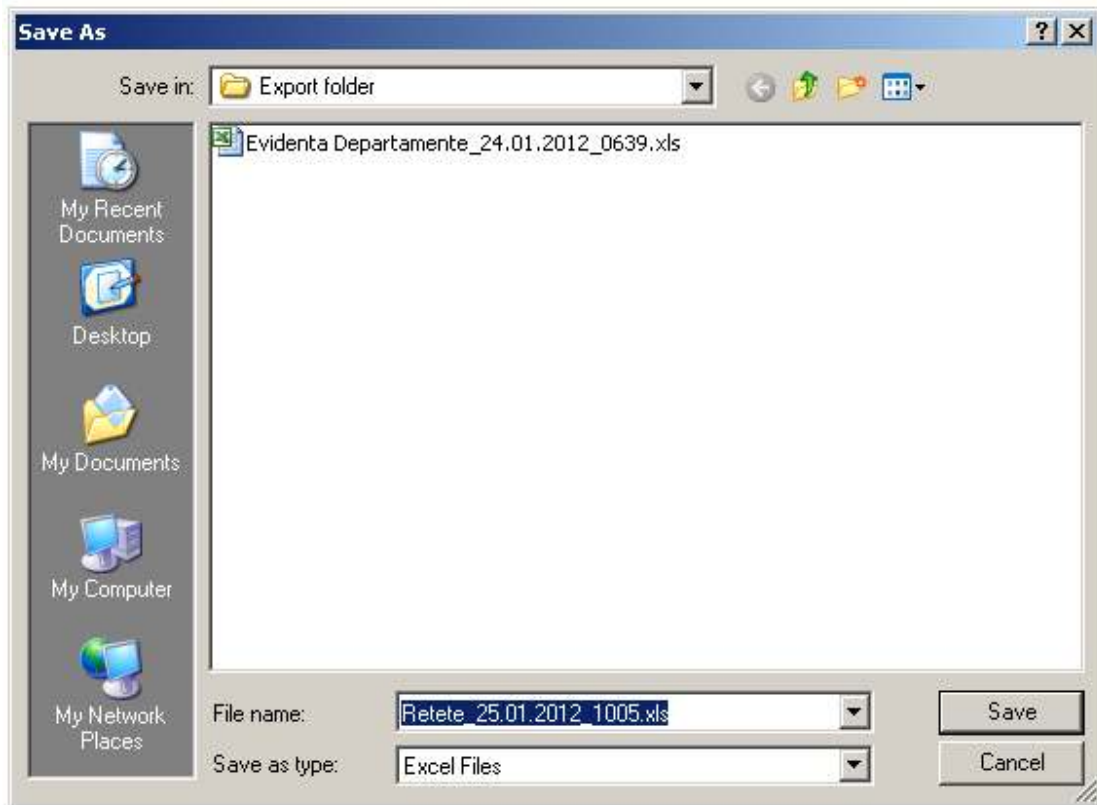 Save As
Save in:
Export folder
Evidenta Departamente_24.01.2012_0639.xls
My Recent
Documents
Desktop
My Documents
My Computer
My Network
Places
File name:
Retete_25.01.2012_1005.xls
Save
Save as type:
Excel Files
Cancel